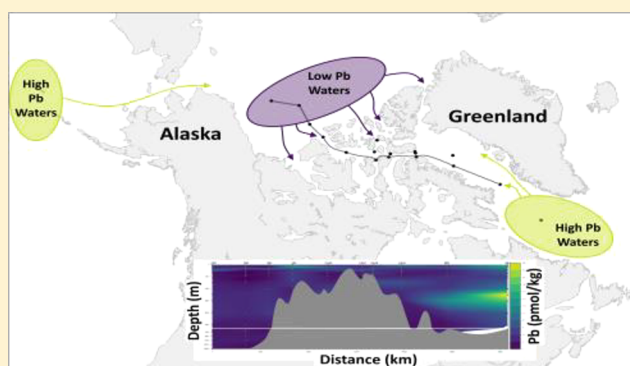 High
Pb
Waters
Low Pb
Waters
Alaska
Greenland
High Pb
Waters
Depth (m)
Pb (pmol/kg)
Distance (km)